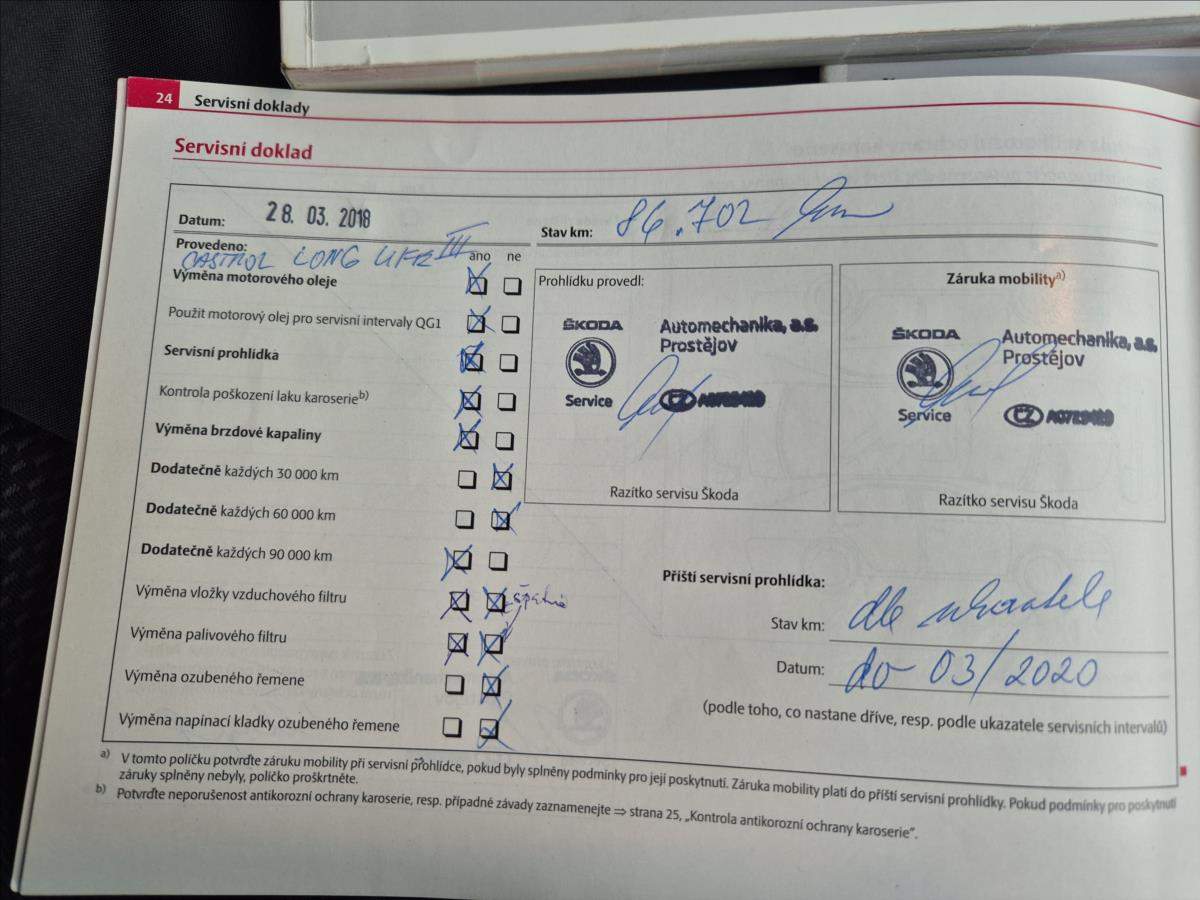 24 Servisní doklady
Servisní doklad
Datum: 28. 03. 2018
Stav km: 86.702
Provedeno:
CASTROL LONG LIFE III
ano ne
Výměna motorového oleje
Použit motorový olej pro servisní intervaly QG1
Servisní prohlídka
Kontrola poškození laku karoserie b)
Výměna brzdové kapaliny
Dodatečně každých 30 000 km
Dodatečně každých 60 000 km
Dodatečně každých 90 000 km
Výměna vložky vzduchového filtru
špatně
Výměna palivového filtru
Výměna ozubeného řemene
Výměna napínací kladky ozubeného řemene
Prohlídku provedl:
ŠKODA
Service
Automechanika, a.s.
Prostějov
CZ
Razítko servisu Škoda
Záruka mobility a)
ŠKODA
Service
Automechanika, a.s.
Prostějov
CZ
Razítko servisu Škoda
Příští servisní prohlídka:
Stav km: dle ukazatele
Datum: do 03/2020
(podle toho, co nastane dříve, resp. podle ukazatele servisních intervalů)
a) V tomto políčku potvrďte záruku mobility při servisní prohlídce, pokud byly splněny podmínky pro její poskytnutí. Záruka mobility platí do příští servisní prohlídky. Pokud podmínky pro poskytnutí
záruky splněny nebyly, políčko proškrtněte.
b) Potvrďte neporušenost antikorozní ochrany karoserie, resp. případné závady zaznamenejte ⇒ strana 25, „Kontrola antikorozní ochrany karoserie".